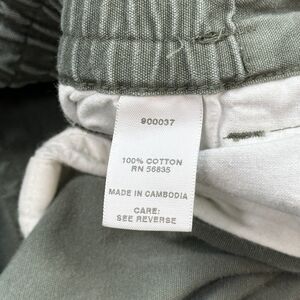 900037
100% COTTON
RN 56835
MADE IN CAMBODIA
CARE:
SEE REVERSE